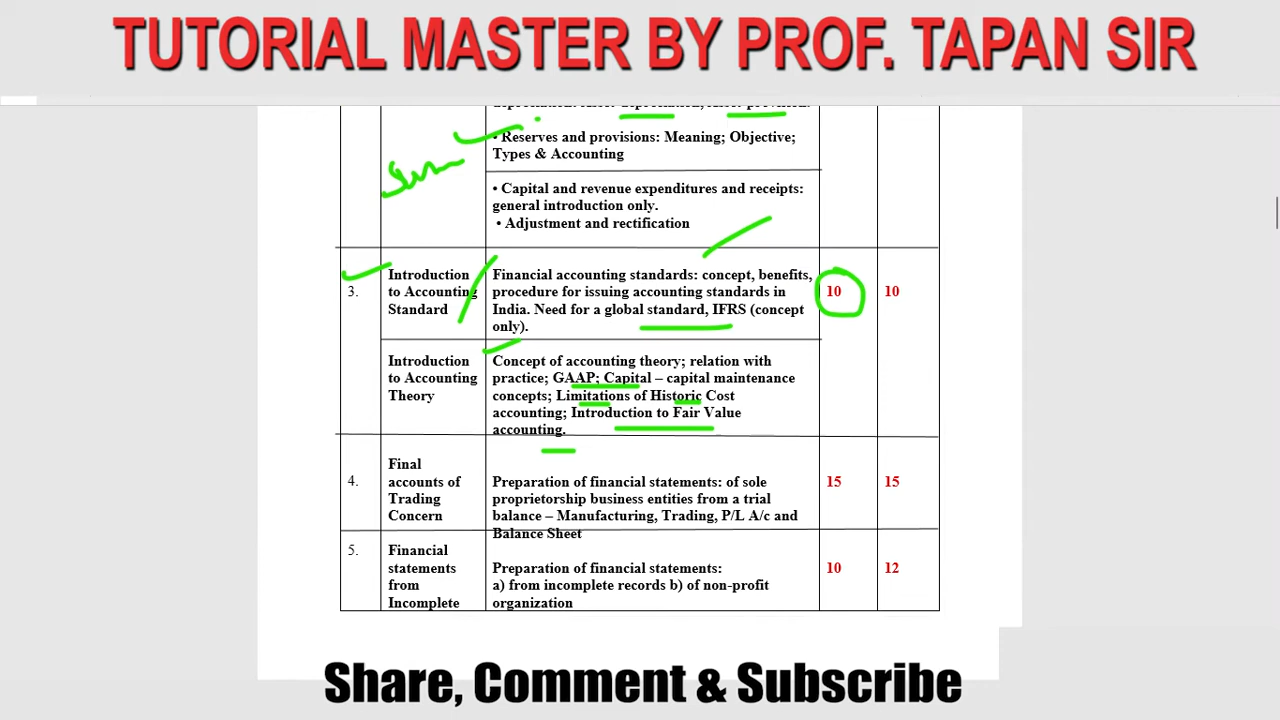 TUTORIAL MASTER BY PROF. TAPAN SIR
• Reserves and provisions: Meaning; Objective;
Types & Accounting
• Capital and revenue expenditures and receipts:
general introduction only.
• Adjustment and rectification
3.
Introduction
to Accounting
Standard
Financial accounting standards: concept, benefits,
procedure for issuing accounting standards in
India. Need for a global standard, IFRS (concept
only).
10
10
Introduction
to Accounting
Theory
Concept of accounting theory; relation with
practice; GAAP; Capital – capital maintenance
concepts; Limitations of Historic Cost
accounting; Introduction to Fair Value
accounting.
4.
Final
accounts of
Trading
Concern
Preparation of financial statements: of sole
proprietorship business entities from a trial
balance – Manufacturing, Trading, P/L A/c and
Balance Sheet
15
15
5.
Financial
statements
from
Incomplete
Preparation of financial statements:
a) from incomplete records b) of non-profit
organization
10
12
Share, Comment & Subscribe